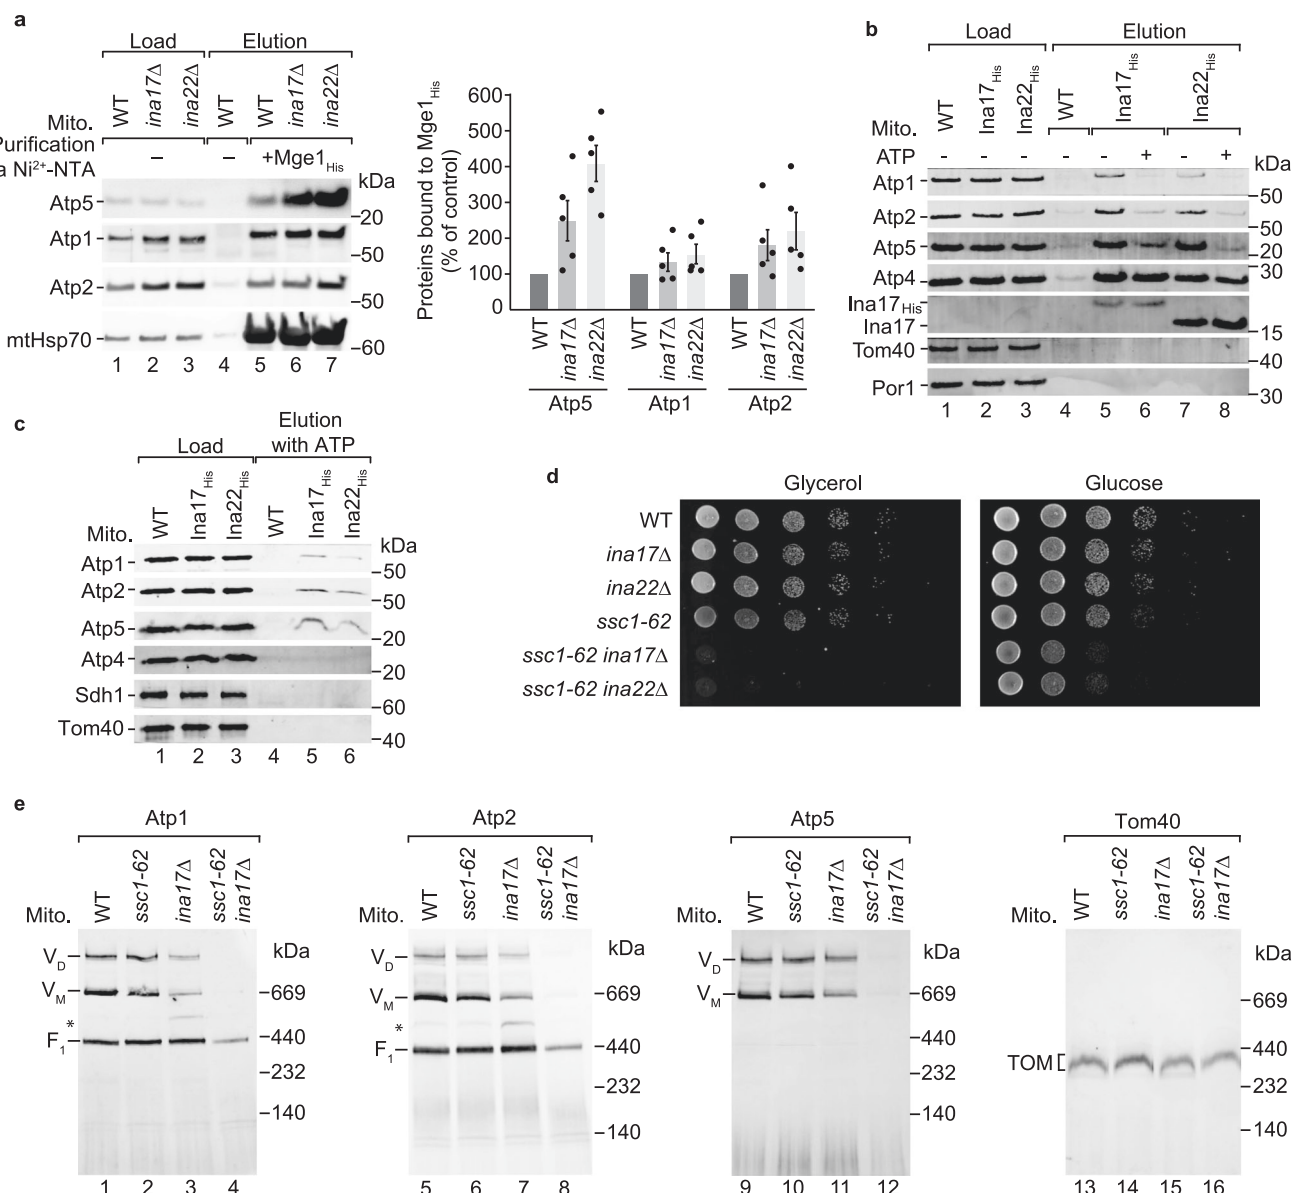 a
Load Elution
WT ina17Δ ina22Δ WT WT ina17Δ ina22Δ
Mito.
Purification
a Ni²⁺-NTA – – +Mge1His
kDa
Atp5
20
Atp1
50
Atp2
50
mtHsp70
60
1 2 3 4 5 6 7
Proteins bound to Mge1His
(% of control)
600
500
400
300
200
100
0
WT ina17Δ ina22Δ WT ina17Δ ina22Δ WT ina17Δ ina22Δ
Atp5 Atp1 Atp2
b
Load Elution
WT Ina17His Ina22His WT Ina17His Ina22His
Mito.
ATP - - + - + kDa
Atp1
50
Atp2
50
Atp5
20
Atp4
30
Ina17His
Ina17
15
Tom40
40
Por1
30
1 2 3 4 5 6 7 8
c
Load Elution
with ATP
WT Ina17His Ina22His WT Ina17His Ina22His
Mito.
kDa
Atp1
50
Atp2
50
Atp5
20
Atp4
20
Sdh1
60
Tom40
40
1 2 3 4 5 6
d
Glycerol Glucose
WT
ina17Δ
ina22Δ
ssc1-62
ssc1-62 ina17Δ
ssc1-62 ina22Δ
e
Atp1
WT ssc1-62 ina17Δ ssc1-62 ina17Δ
Mito.
kDa
VD
VM 669
*
F1 440
232
140
1 2 3 4
Atp2
WT ssc1-62 ina17Δ ssc1-62 ina17Δ
Mito.
kDa
VD
VM 669
*
F1 440
232
140
5 6 7 8
Atp5
WT ssc1-62 ina17Δ ssc1-62 ina17Δ
Mito.
kDa
VD
VM 669
440
232
140
9 10 11 12
Tom40
WT ssc1-62 ina17Δ ssc1-62 ina17Δ
Mito.
kDa
669
440
TOM
232
140
13 14 15 16